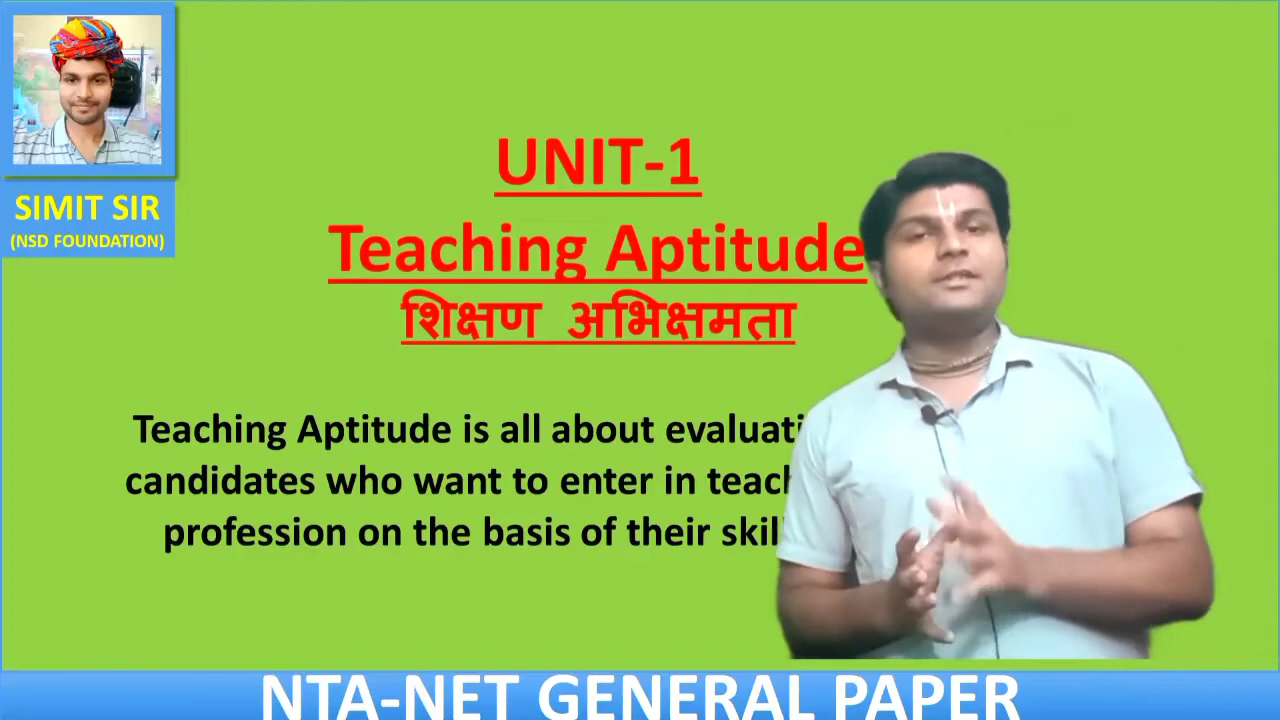 SIMIT SIR
(NSD FOUNDATION)
UNIT-1
Teaching Aptitude
शिक्षण अभिक्षमता
Teaching Aptitude is all about
candidates who want to enter in
profession on the basis of their
NTA-NET GENERAL PAPER